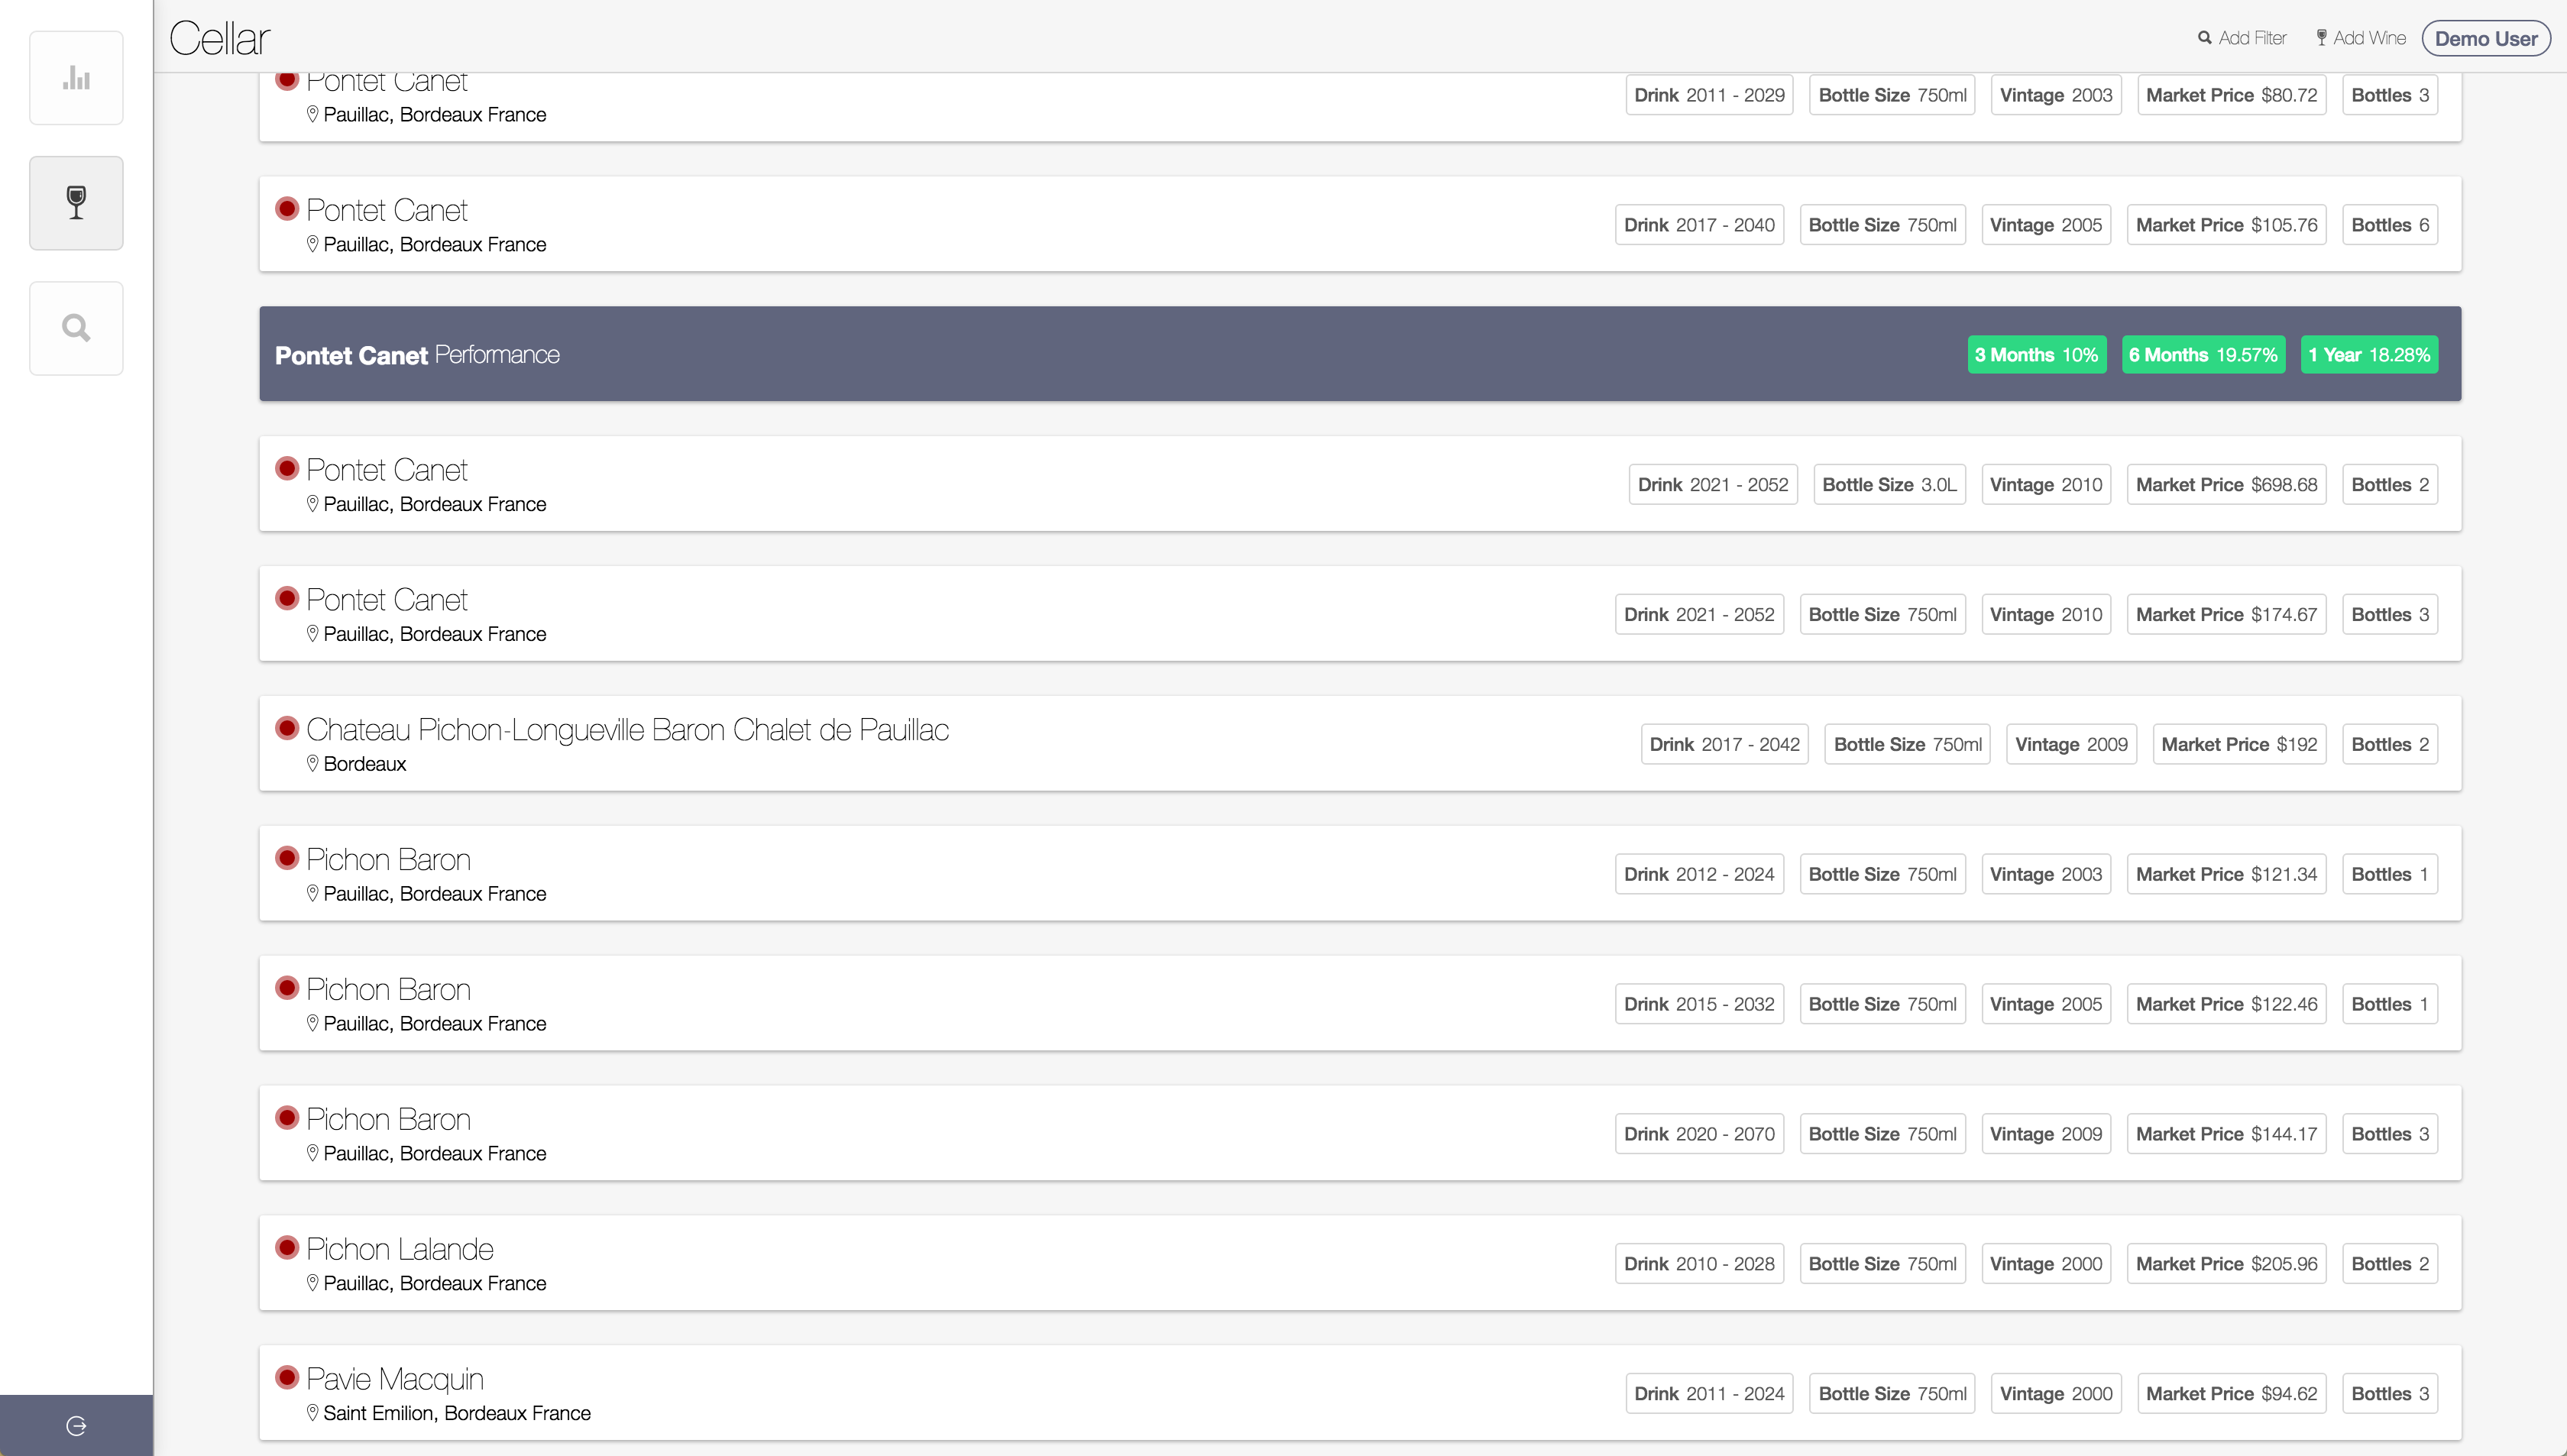 Cellar
Add Filter Add Wine Demo User
Pontet Canet
Pauillac, Bordeaux France
Drink 2011 - 2029 Bottle Size 750ml Vintage 2003 Market Price $80.72 Bottles 3
Pontet Canet
Pauillac, Bordeaux France
Drink 2017 - 2040 Bottle Size 750ml Vintage 2005 Market Price $105.76 Bottles 6
Pontet Canet Performance 3 Months 10% 6 Months 19.57% 1 Year 18.28%
Pontet Canet
Pauillac, Bordeaux France
Drink 2021 - 2052 Bottle Size 3.0L Vintage 2010 Market Price $698.68 Bottles 2
Pontet Canet
Pauillac, Bordeaux France
Drink 2021 - 2052 Bottle Size 750ml Vintage 2010 Market Price $174.67 Bottles 3
Chateau Pichon-Longueville Baron Chalet de Pauillac
Bordeaux
Drink 2017 - 2042 Bottle Size 750ml Vintage 2009 Market Price $192 Bottles 2
Pichon Baron
Pauillac, Bordeaux France
Drink 2012 - 2024 Bottle Size 750ml Vintage 2003 Market Price $121.34 Bottles 1
Pichon Baron
Pauillac, Bordeaux France
Drink 2015 - 2032 Bottle Size 750ml Vintage 2005 Market Price $122.46 Bottles 1
Pichon Baron
Pauillac, Bordeaux France
Drink 2020 - 2070 Bottle Size 750ml Vintage 2009 Market Price $144.17 Bottles 3
Pichon Lalande
Pauillac, Bordeaux France
Drink 2010 - 2028 Bottle Size 750ml Vintage 2000 Market Price $205.96 Bottles 2
Pavie Macquin
Saint Emilion, Bordeaux France
Drink 2011 - 2024 Bottle Size 750ml Vintage 2000 Market Price $94.62 Bottles 3